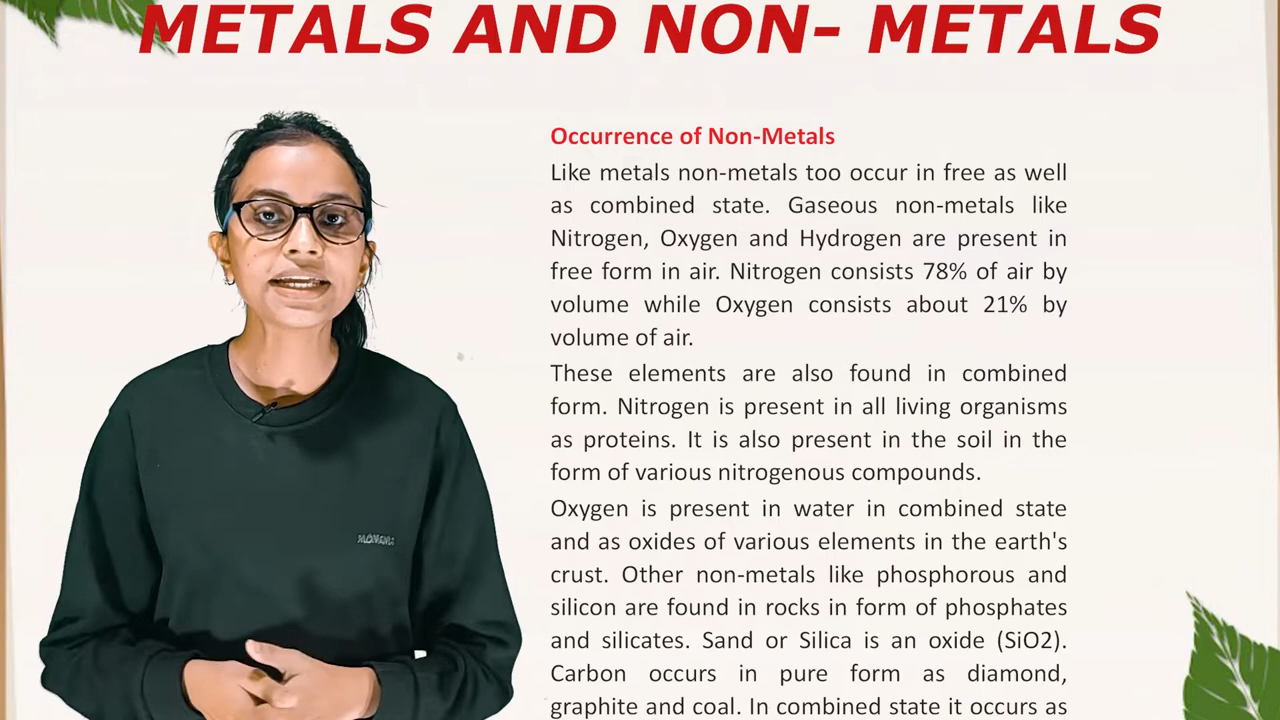 METALS AND NON- METALS
Occurrence of Non-Metals
Like metals non-metals too occur in free as well
as combined state. Gaseous non-metals like
Nitrogen, Oxygen and Hydrogen are present in
free form in air. Nitrogen consists 78% of air by
volume while Oxygen consists about 21% by
volume of air.
These elements are also found in combined
form. Nitrogen is present in all living organisms
as proteins. It is also present in the soil in the
form of various nitrogenous compounds.
Oxygen is present in water in combined state
and as oxides of various elements in the earth's
crust. Other non-metals like phosphorous and
silicon are found in rocks in form of phosphates
and silicates. Sand or Silica is an oxide (SiO2).
Carbon occurs in pure form as diamond,
graphite and coal. In combined state it occurs as